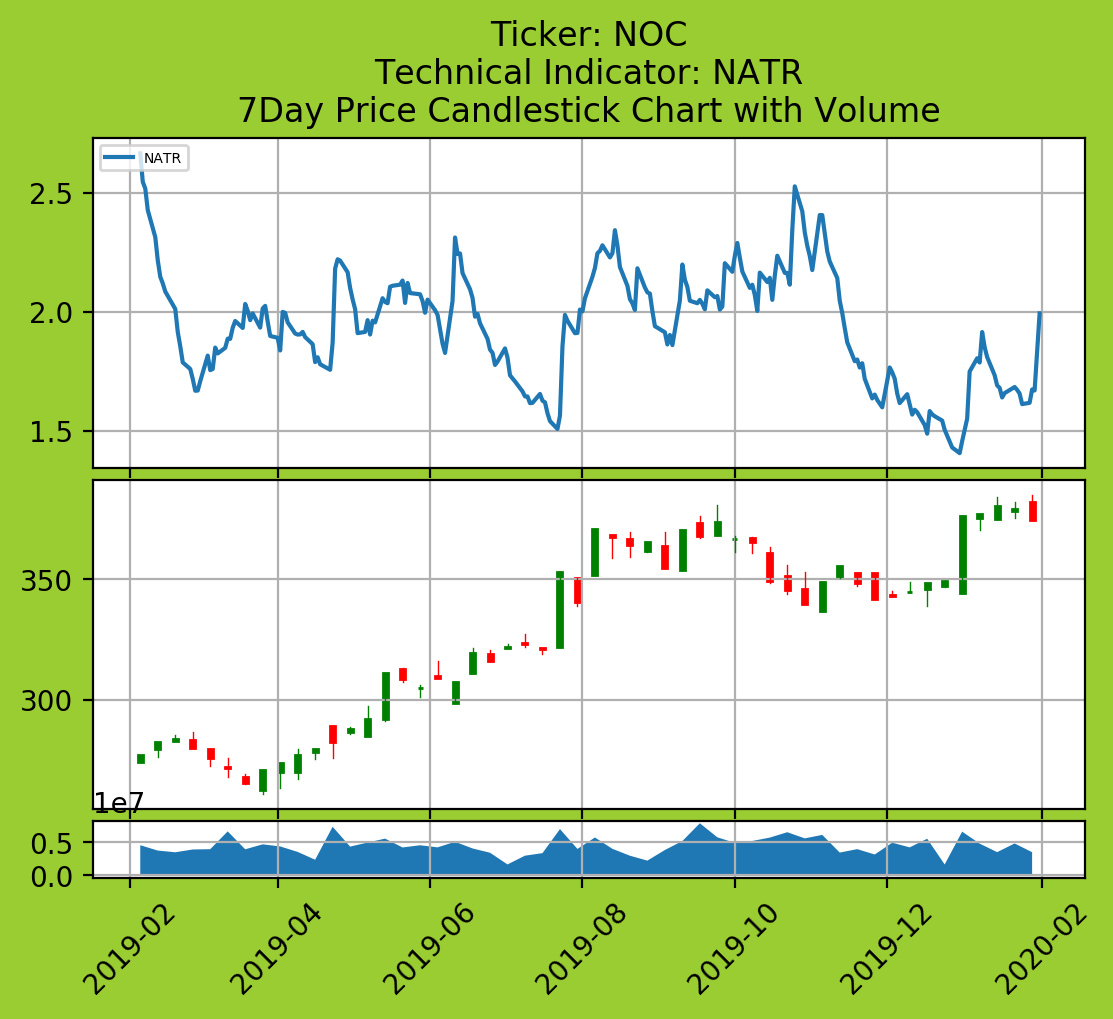 Ticker: NOC
Technical Indicator: NATR
7Day Price Candlestick Chart with Volume
NATR
2.5
2.0
1.5
350
300
1e7
0.5
0.0
2019-02
2019-04
2019-06
2019-08
2019-10
2019-12
2020-02